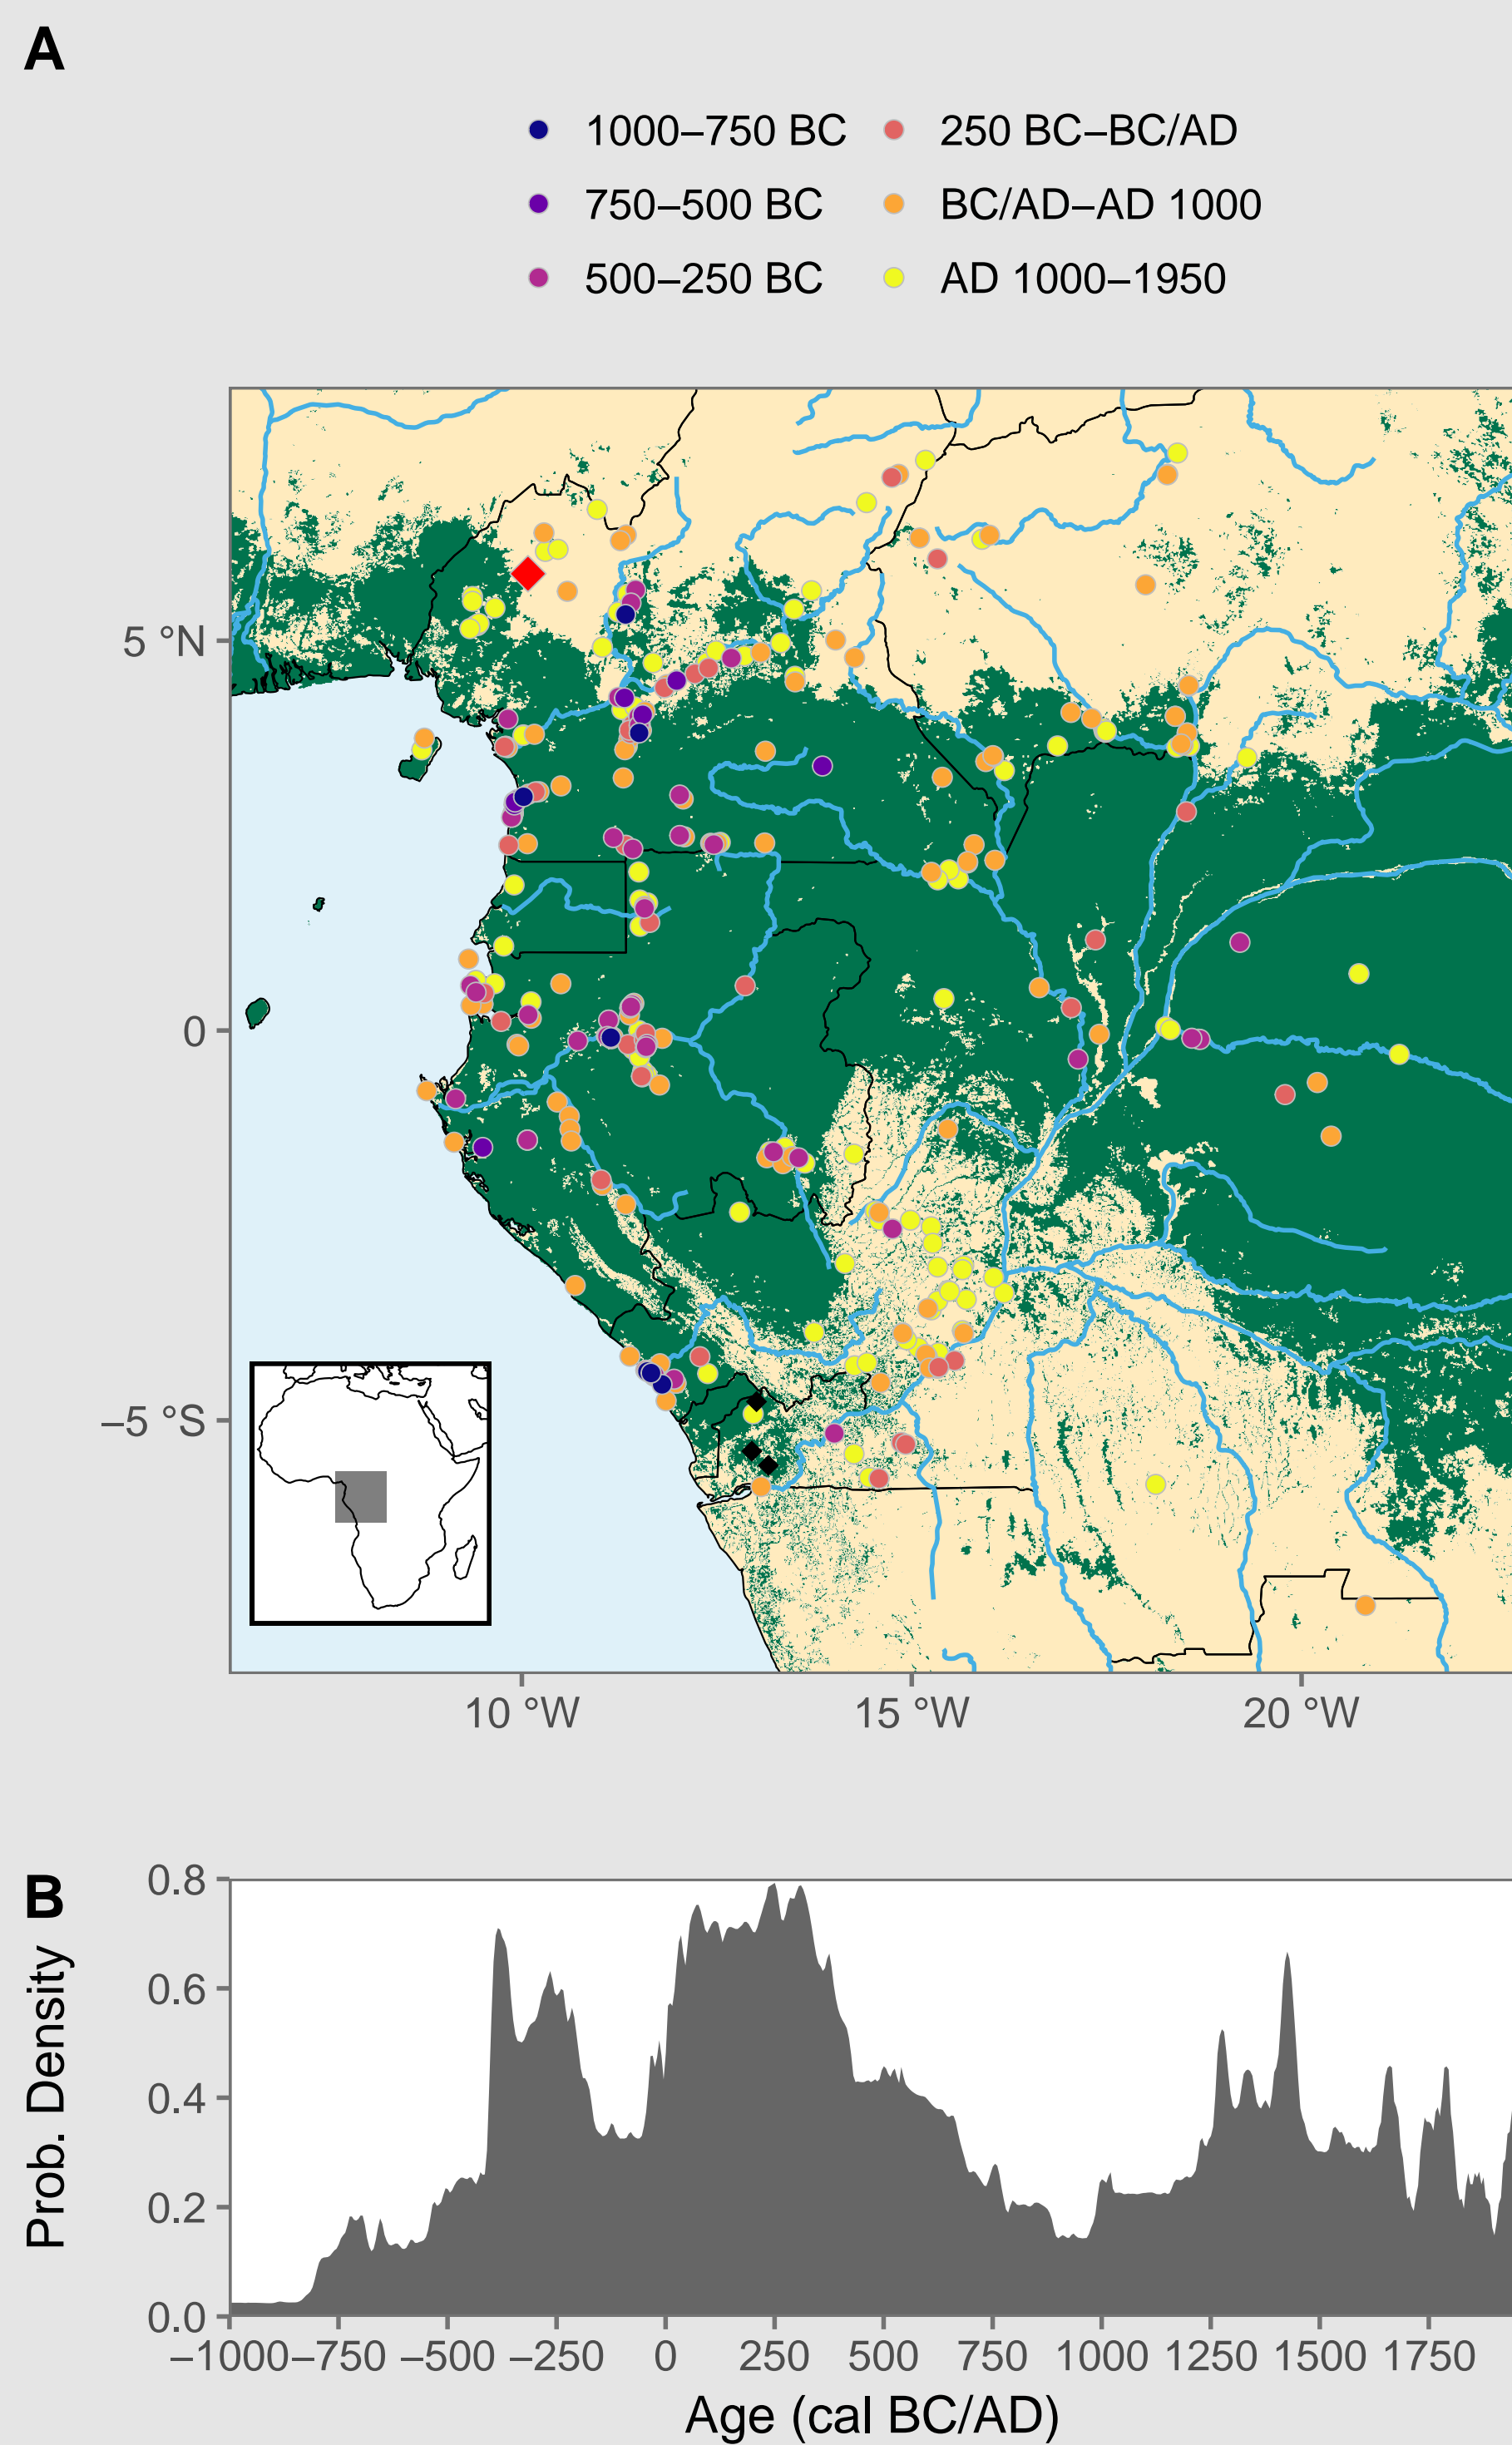 A
1000–750 BC
250 BC–BC/AD
750–500 BC
BC/AD–AD 1000
500–250 BC
AD 1000–1950
5 °N
0
–5 °S
10 °W
15 °W
20 °W
B
0.8
0.6
0.4
0.2
0.0
Prob. Density
–1000 –750 –500 –250 0 250 500 750 1000 1250 1500 1750
Age (cal BC/AD)